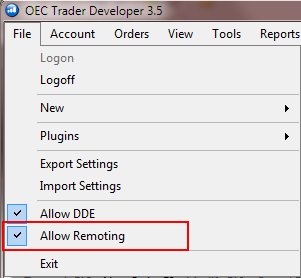 OEC Trader Developer 3.5
File Account Orders View Tools Reports
Logon
Logoff
New
Plugins
Export Settings
Import Settings
Allow DDE
Allow Remoting
Exit